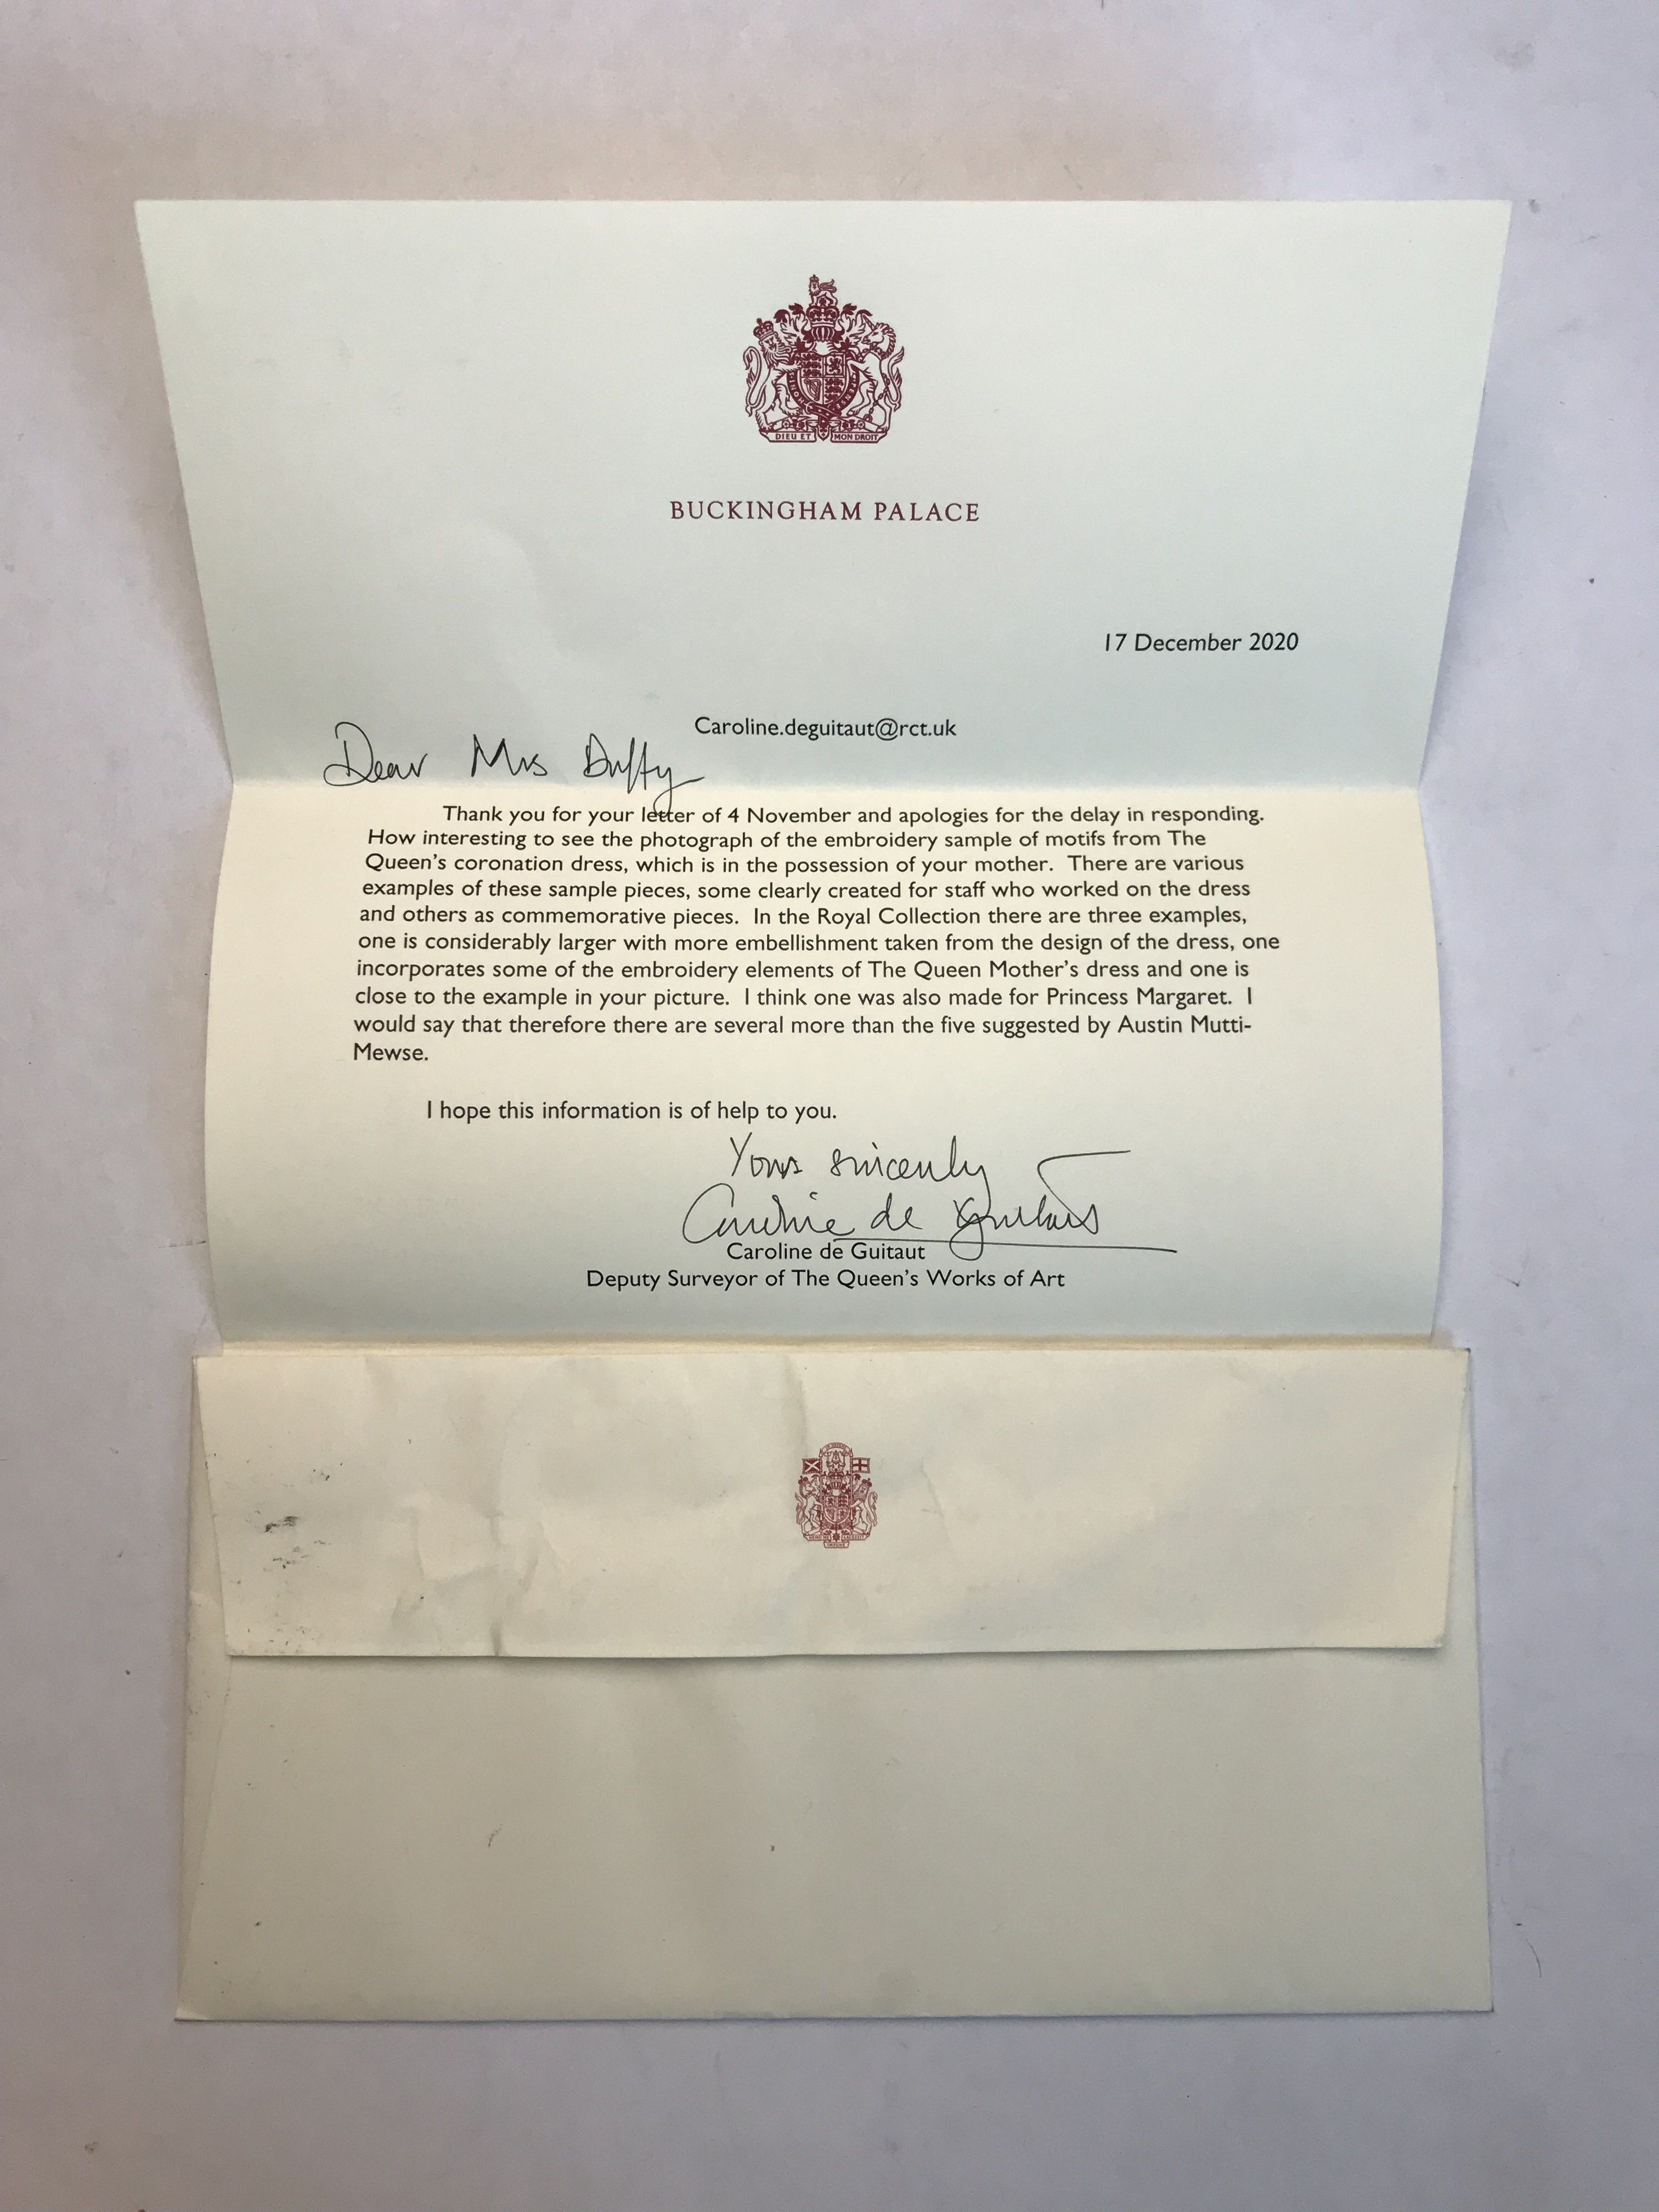 DIEU ET MON DROIT
BUCKINGHAM PALACE
17 December 2020
Caroline.deguitaut@rct.uk
Dear Mrs Duffy
Thank you for your letter of 4 November and apologies for the delay in responding.
How interesting to see the photograph of the embroidery sample of motifs from The
Queen's coronation dress, which is in the possession of your mother. There are various
examples of these sample pieces, some clearly created for staff who worked on the dress
and others as commemorative pieces. In the Royal Collection there are three examples,
one is considerably larger with more embellishment taken from the design of the dress, one
incorporates some of the embroidery elements of The Queen Mother's dress and one is
close to the example in your picture. I think one was also made for Princess Margaret. I
would say that therefore there are several more than the five suggested by Austin Mutti-
Mewse.
I hope this information is of help to you.
Yours sincerely
Caroline de Guitaut
Caroline de Guitaut
Deputy Surveyor of The Queen's Works of Art